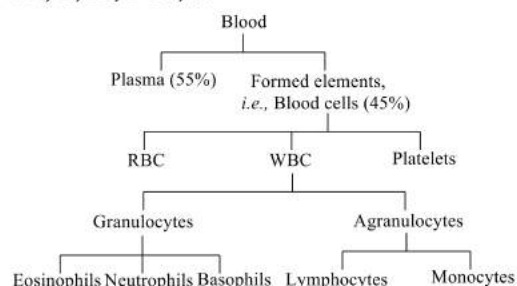 Blood
Plasma (55%) Formed elements,
i.e., Blood cells (45%)
RBC WBC Platelets
Granulocytes Agranulocytes
Eosinophils Neutrophils Basophils Lymphocytes Monocytes